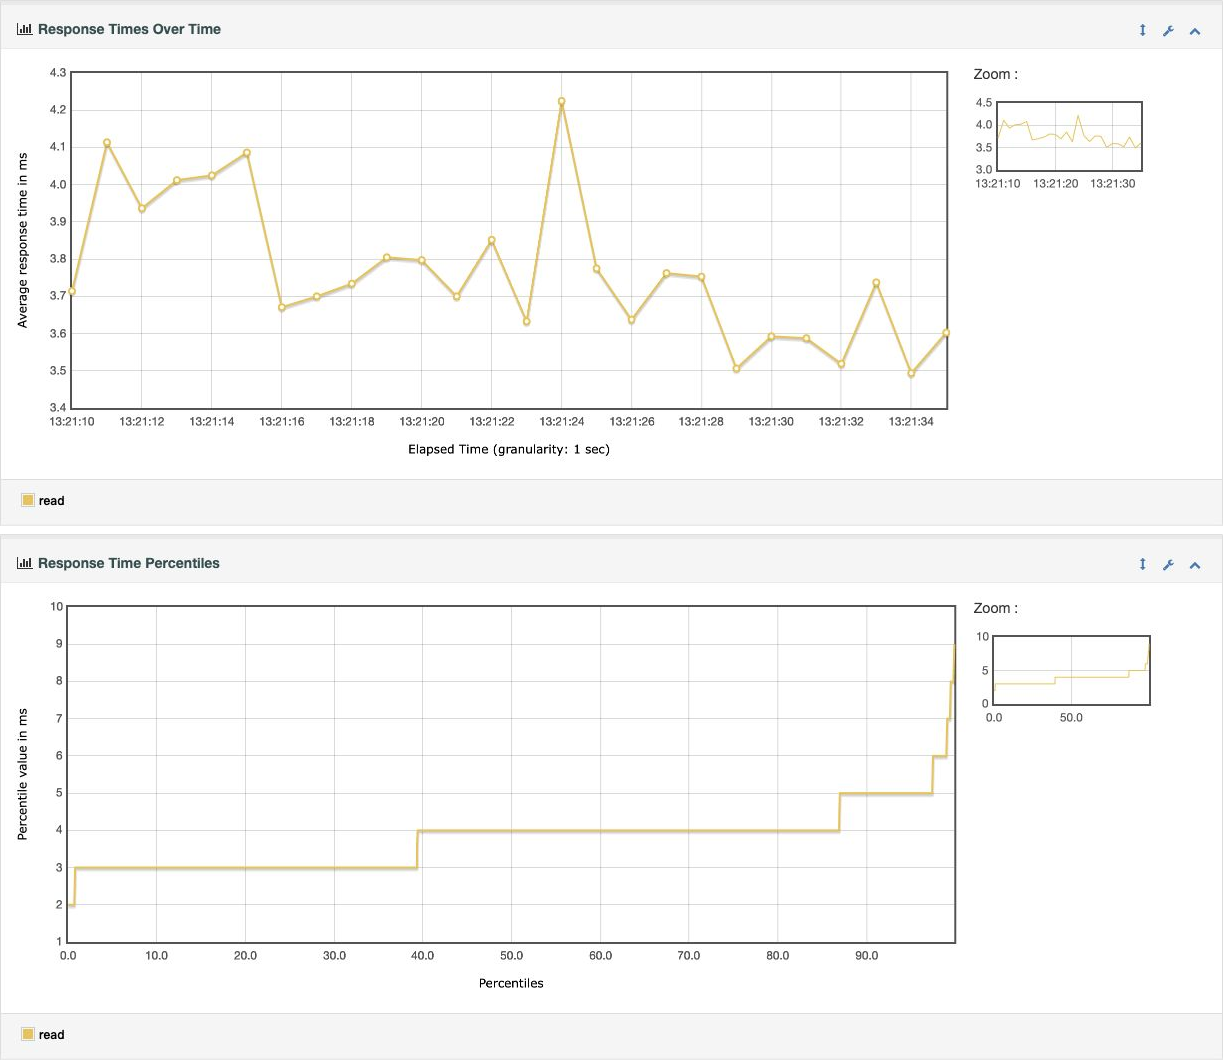 Response Times Over Time
Zoom :
4.3
4.2
4.1
4.0
3.9
3.8
3.7
3.6
3.5
3.4
Average response time in ms
13:21:10 13:21:12 13:21:14 13:21:16 13:21:18 13:21:20 13:21:22 13:21:24 13:21:26 13:21:28 13:21:30 13:21:32 13:21:34
Elapsed Time (granularity: 1 sec)
4.5
4.0
3.5
3.0
13:21:10 13:21:20 13:21:30
read
Response Time Percentiles
Zoom :
10
9
8
7
6
5
4
3
2
1
Percentile value in ms
0.0 10.0 20.0 30.0 40.0 50.0 60.0 70.0 80.0 90.0
Percentiles
10
5
0
0.0 50.0
read